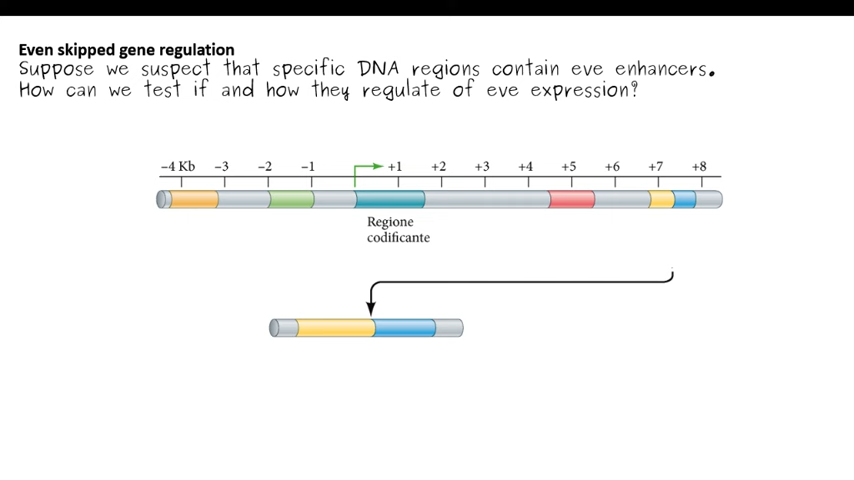 Even skipped gene regulation
Suppose we suspect that specific DNA regions contain eve enhancers.
How can we test if and how they regulate of eve expression?
-4 Kb -3 -2 -1 +1 +2 +3 +4 +5 +6 +7 +8
Regione
codificante